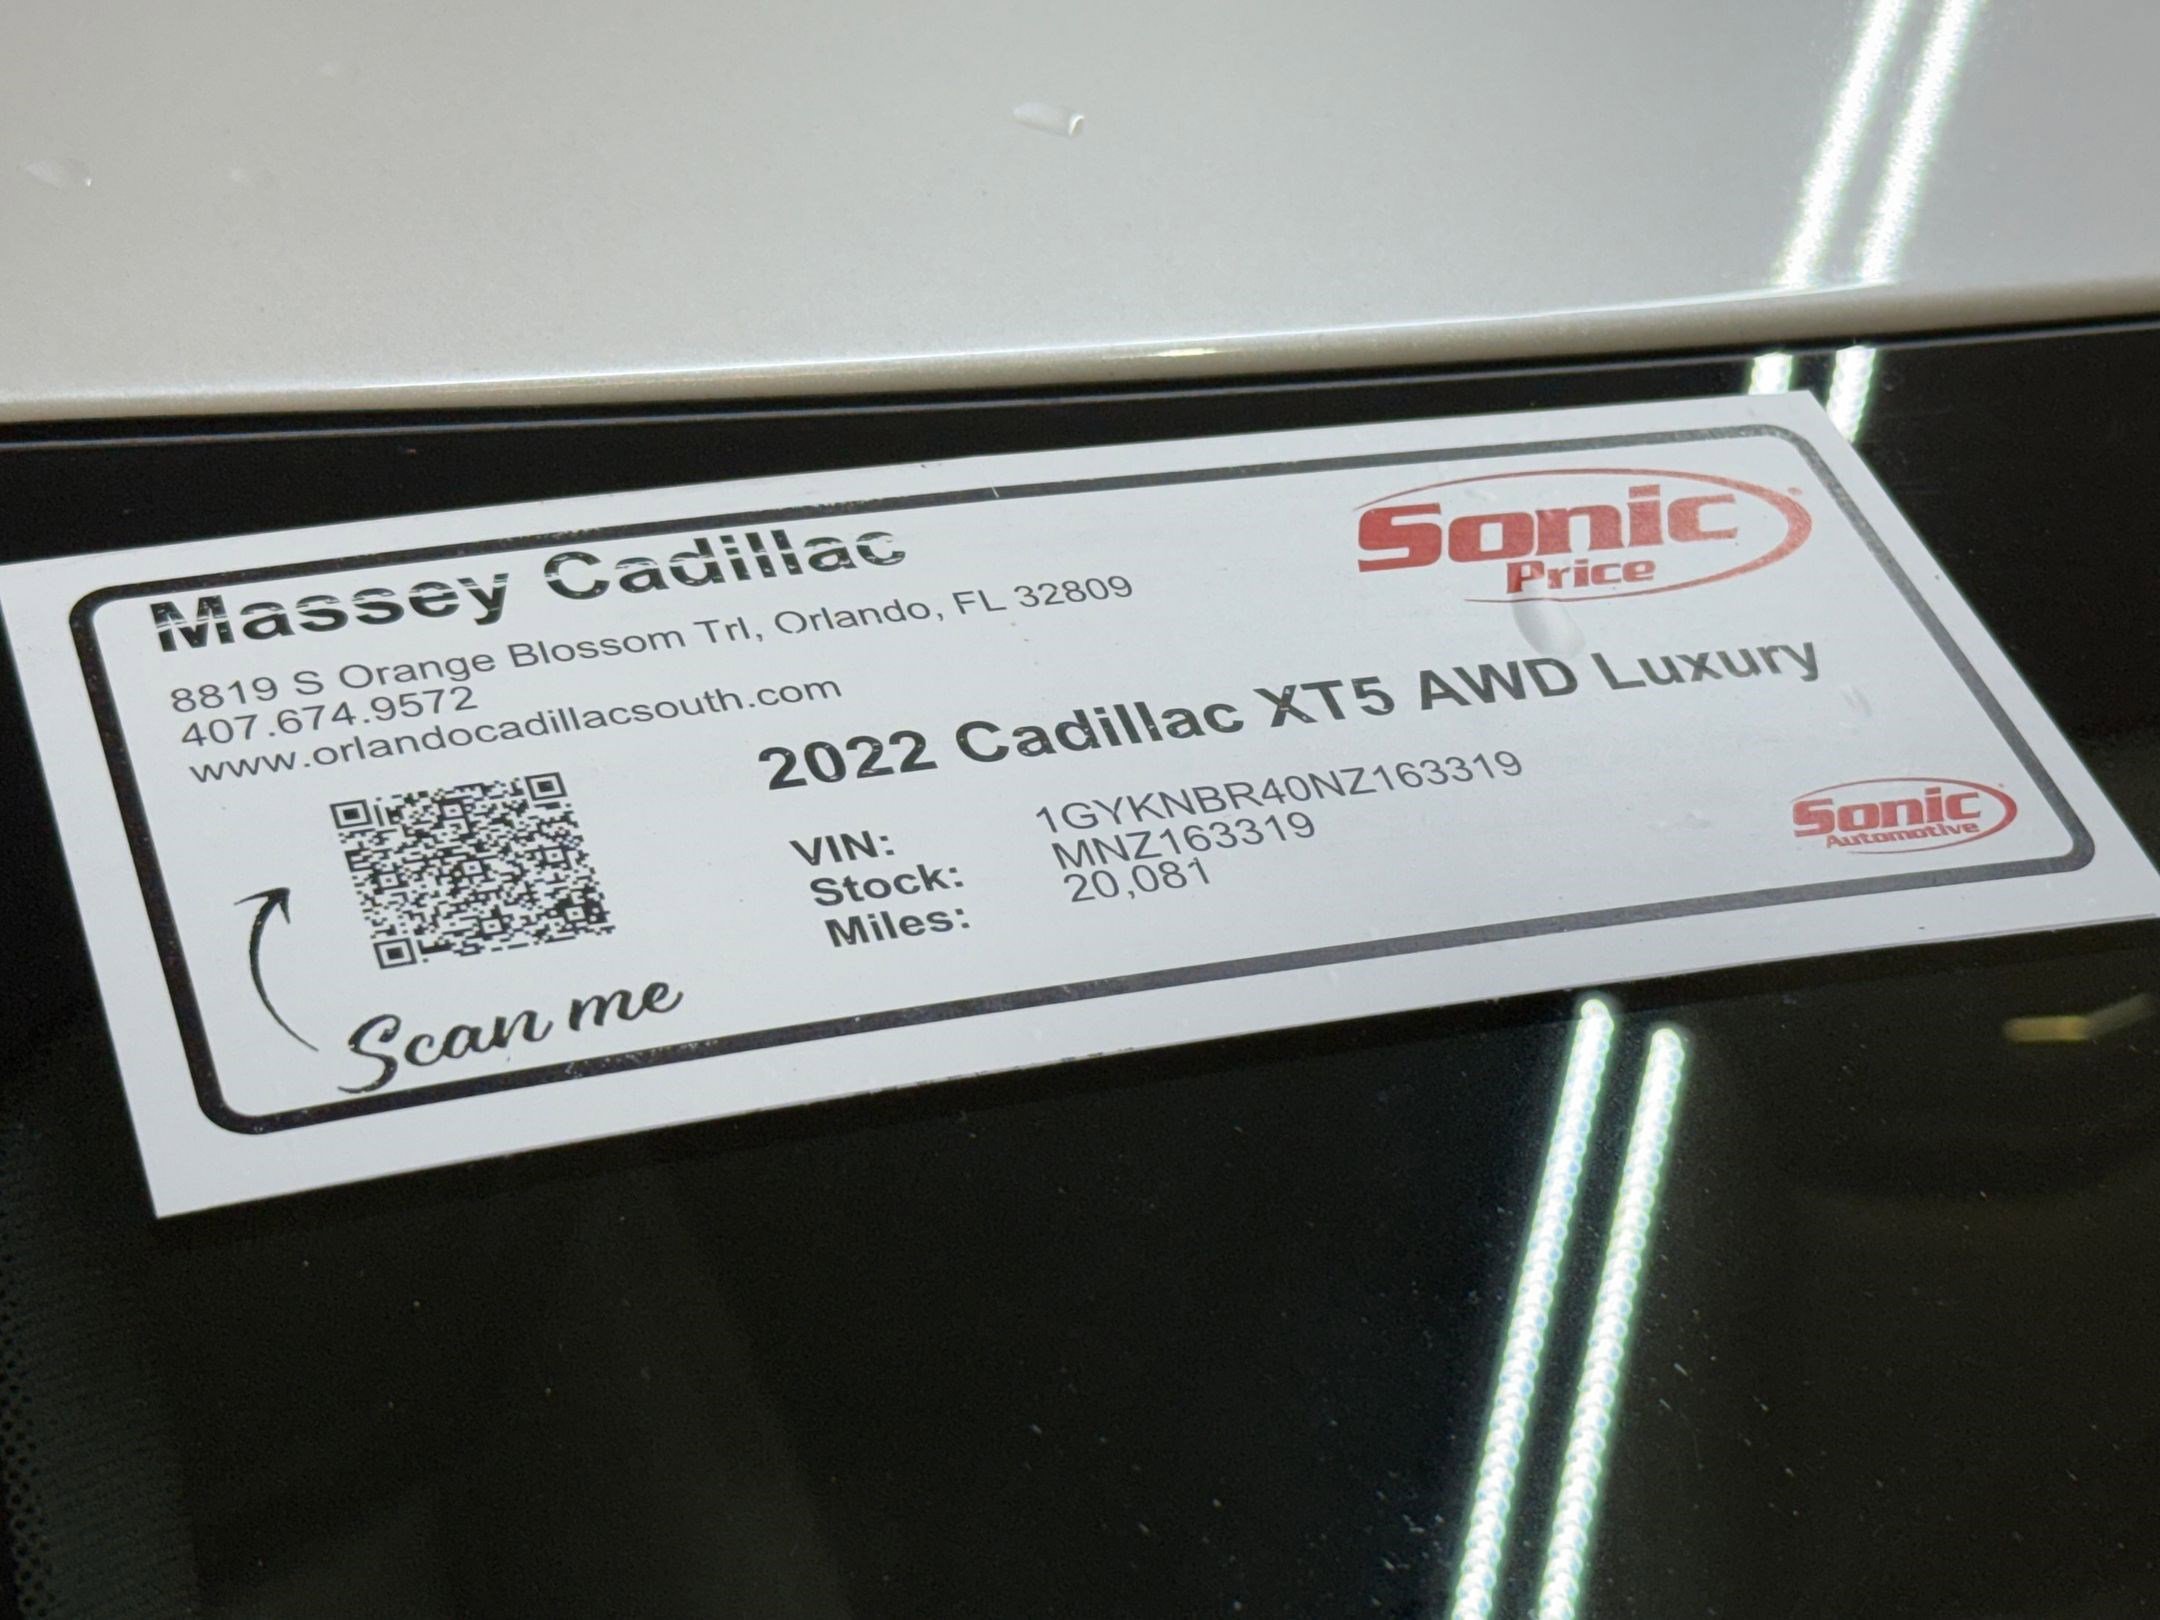 Massey Cadillac
8819 S Orange Blossom Trl, Orlando, FL 32809
407.674.9572
www.orlandocadillacsouth.com
Sonic
Price
2022 Cadillac XT5 AWD Luxury
VIN: 1GYKNBR40NZ163319
Stock: MNZ163319
Miles: 20,081
Scan me
Sonic
Automotive